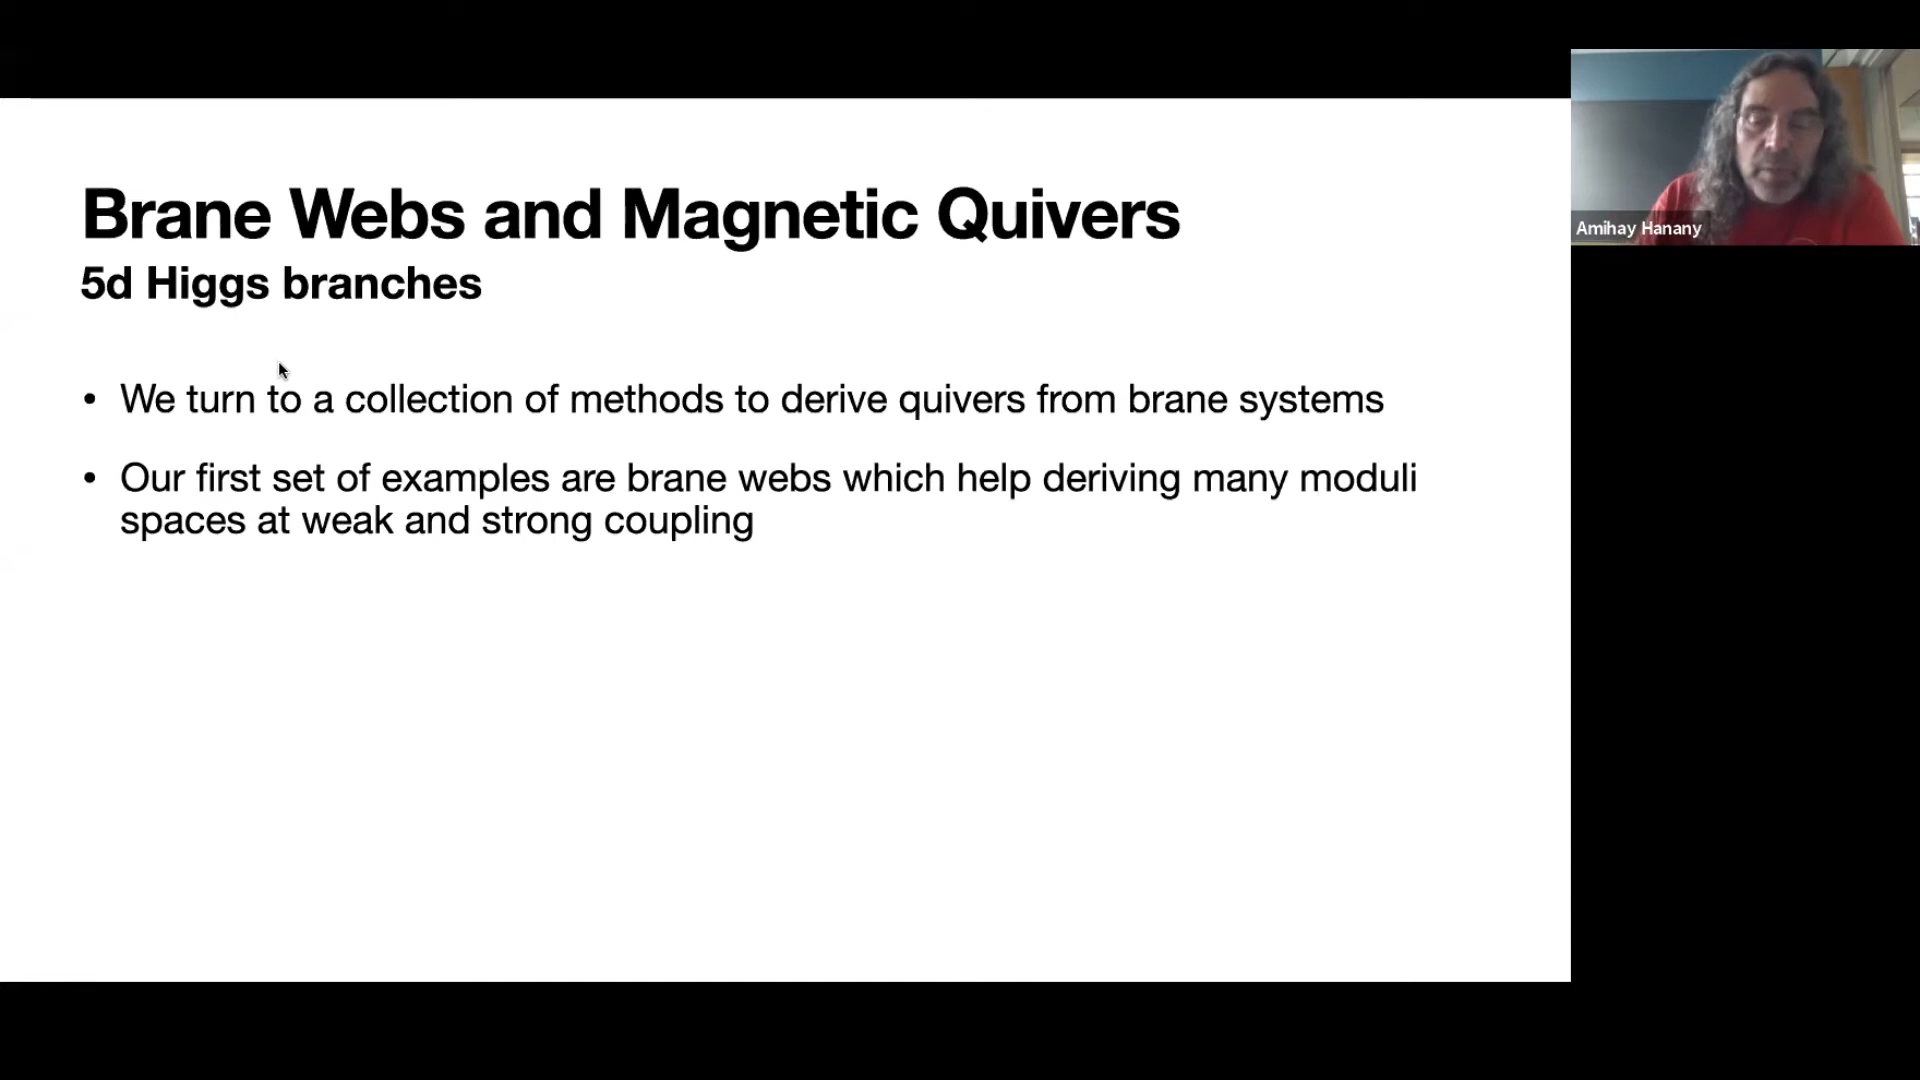 Brane Webs and Magnetic Quivers
5d Higgs branches
• We turn to a collection of methods to derive quivers from brane systems
• Our first set of examples are brane webs which help deriving many moduli
spaces at weak and strong coupling
Amihay Hanany